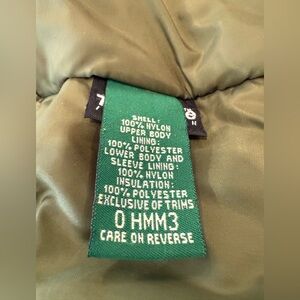 SHELL:
100% NYLON
UPPER BODY
LINING:
100% POLYESTER
LOWER BODY AND
SLEEVE LINING:
100% NYLON
INSULATION:
100% POLYESTER
EXCLUSIVE OF TRIMS
0 HMM3
CARE ON REVERSE